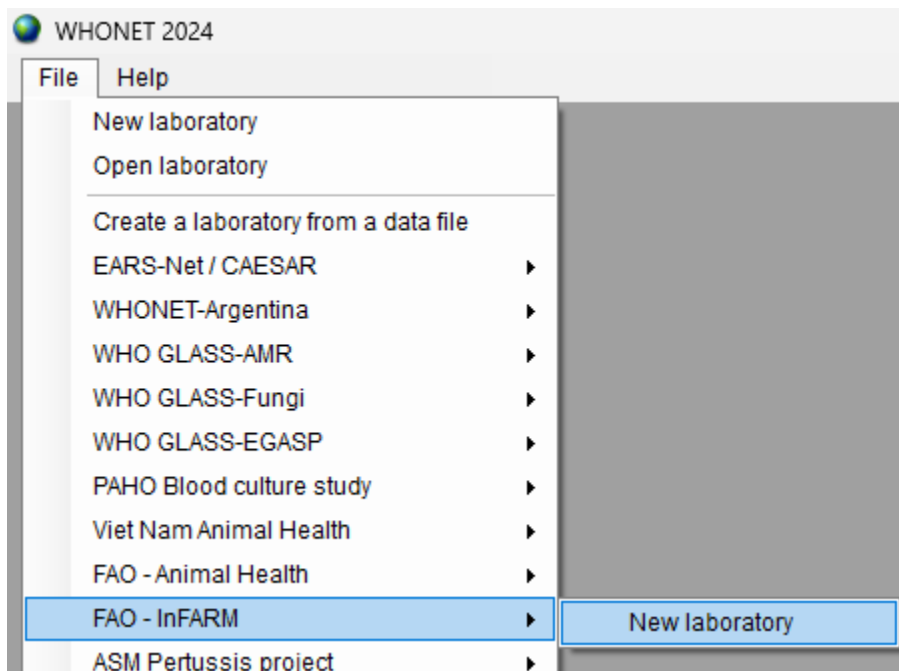 WHONET 2024
File Help
New laboratory
Open laboratory
Create a laboratory from a data file
EARS-Net / CAESAR
WHONET-Argentina
WHO GLASS-AMR
WHO GLASS-Fungi
WHO GLASS-EGASP
PAHO Blood culture study
Viet Nam Animal Health
FAO - Animal Health
FAO - InFARM New laboratory
ASM Pertussis project